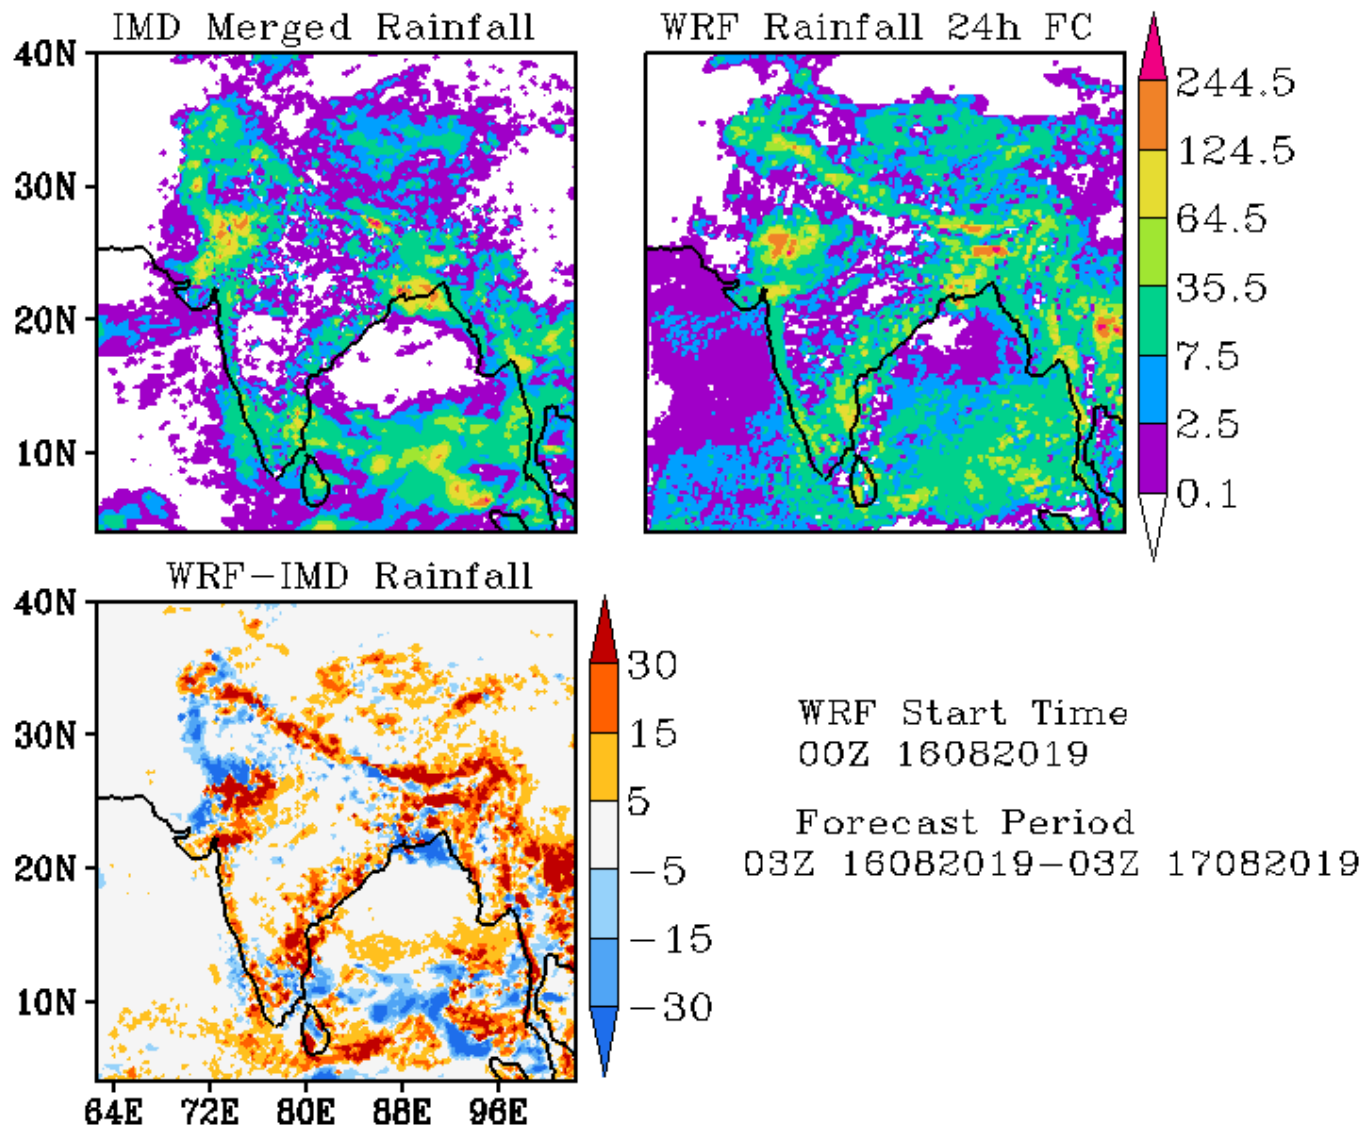 IMD Merged Rainfall
WRF Rainfall 24h FC
40N
30N
20N
10N
244.5
124.5
64.5
35.5
7.5
2.5
0.1
WRF-IMD Rainfall
40N
30N
20N
10N
64E 72E 80E 88E 96E
30
15
5
-5
-15
-30
WRF Start Time
00Z 16082019
Forecast Period
03Z 16082019-03Z 17082019